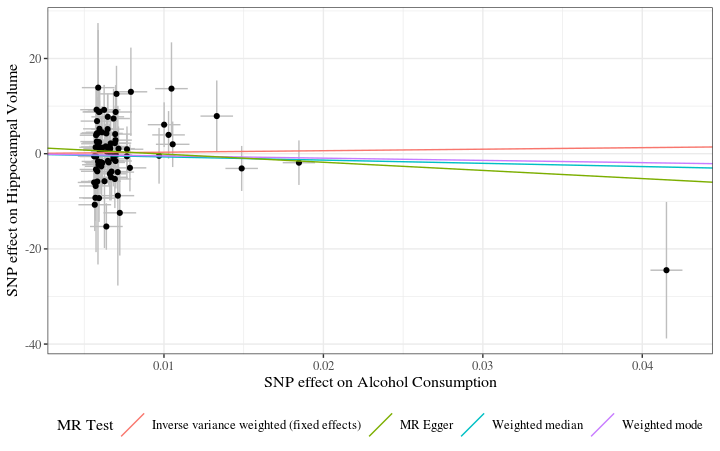 SNP effect on Hippocampal Volume
20
0
-20
-40
0.01 0.02 0.03 0.04
SNP effect on Alcohol Consumption
MR Test Inverse variance weighted (fixed effects) MR Egger Weighted median Weighted mode